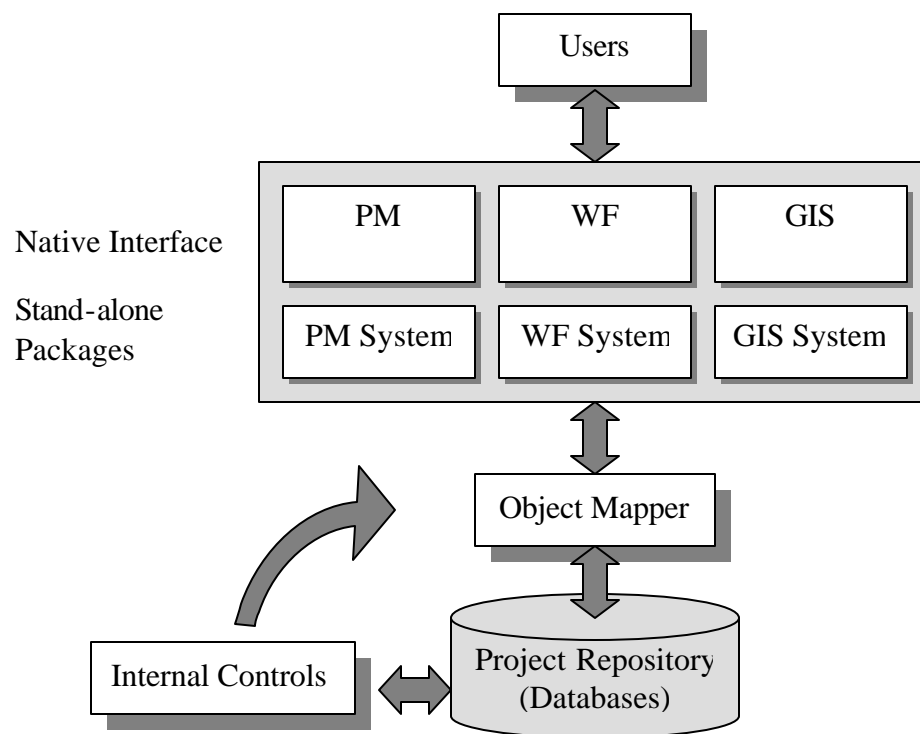 Users
PM
WF
GIS
Native Interface
Stand-alone
Packages
PM System
WF System
GIS System
Object Mapper
Internal Controls
Project Repository
(Databases)